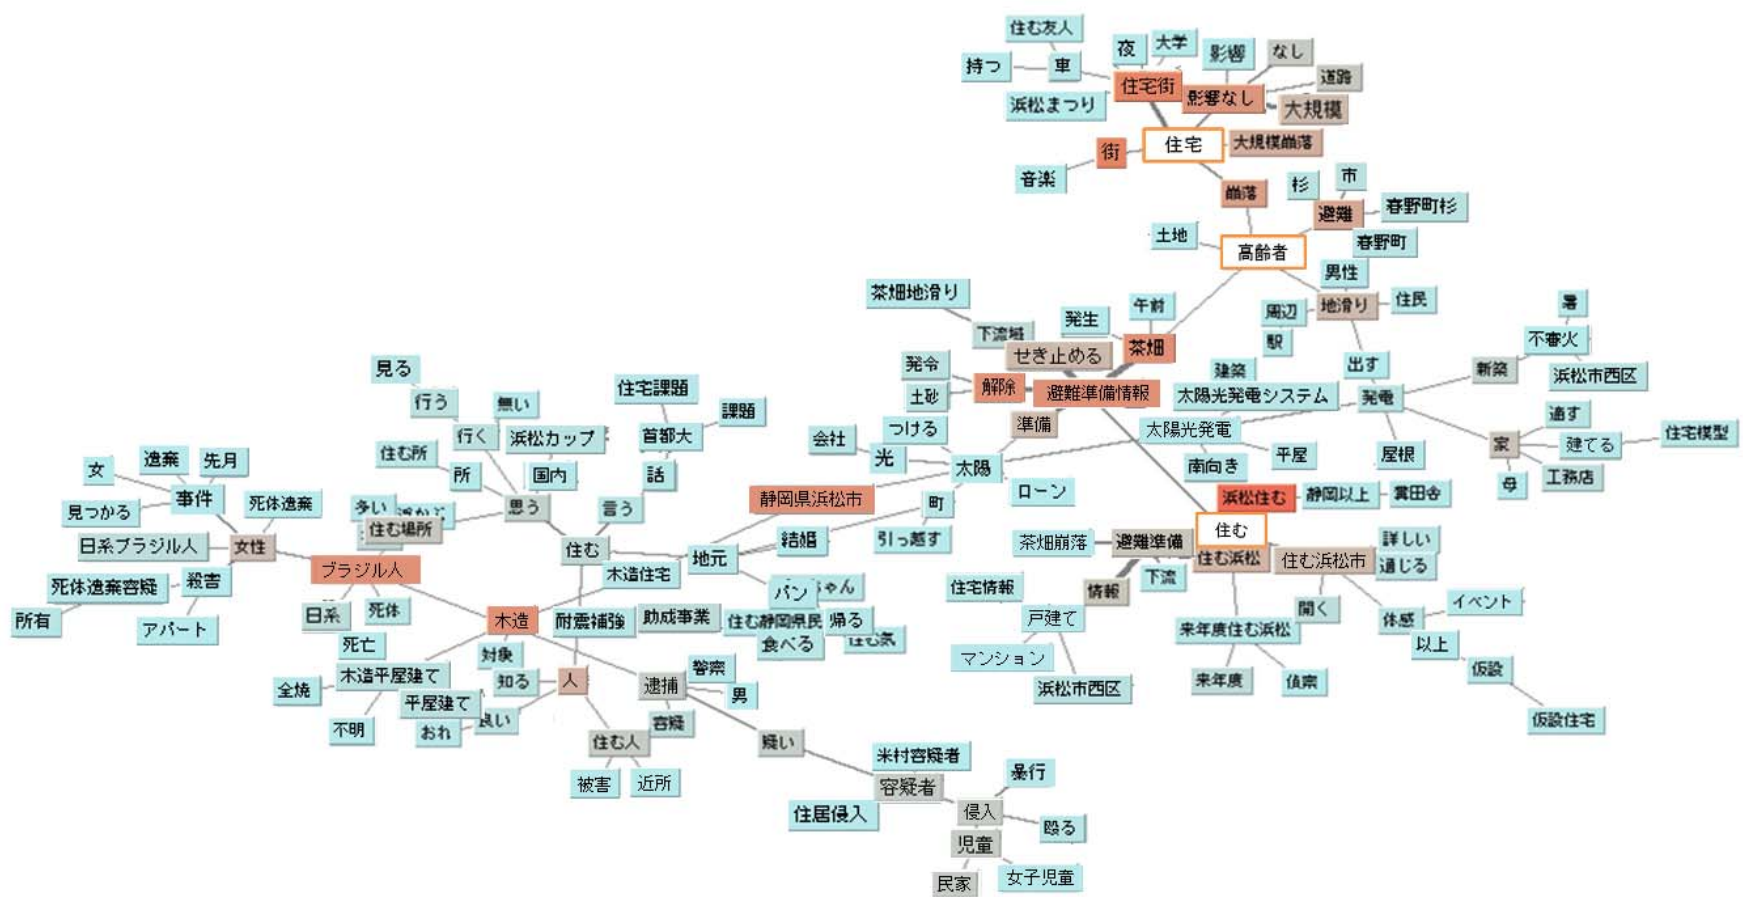 住む友人
夜
大学
影響
なし
持つ
車
住宅街
影響なし
道路
浜松まつり
大規模
街
住宅
大規模崩落
音楽
崩落
杉
市
避難
春野町杉
土地
高齢者
春野町
男性
茶畑地滑り
午前
周辺
地滑り
住民
署
下流域
発生
駅
不審火
せき止める
茶畑
出す
新築
浜松市西区
発令
解除
避難準備情報
建築
太陽光発電システム
発電
土砂
準備
太陽光発電
適す
見る
住宅課題
つける
家
建てる
住宅模型
行う
無い
課題
会社
光
太陽
南向き
平屋
屋根
母
工務店
行く
浜松カップ
首都大
ローン
住む所
所
国内
話
静岡県浜松市
町
浜松住む
静岡以上
遺棄
先月
女
事件
死体遺棄
多い
思う
言う
引っ越す
住む
見つかる
住む場所
結婚
茶畑崩落
避難準備
住む浜松
住む浜松市
詳しい
通じる
日系ブラジル人
女性
住む
地元
下流
ブラジル人
木造住宅
住宅情報
情報
開く
体感
イベント
死体遺棄容疑
殺害
パン
ちゃん
戸建て
来年度住む浜松
以上
所有
アパート
日系
死体
木造
耐震補強
助成事業
住む静岡県民
帰る
マンション
仮設
死亡
対象
食べる
住む気
浜松市西区
来年度
偵察
仮設住宅
全焼
木造平屋建て
知る
人
逮捕
警察
男
不明
平屋建て
おれ
良い
容疑
住む人
疑い
被害
近所
米村容疑者
容疑者
暴行
住居侵入
侵入
殴る
児童
民家
女子児童